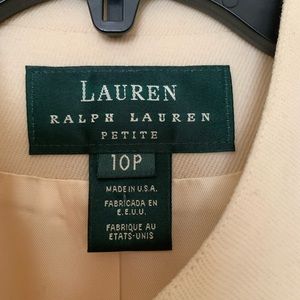 LAUREN
RALPH LAUREN
PETITE
10P
MADE IN U.S.A.
FABRICADA EN
E.E.U.U.
FABRIQUE AU
ETATS-UNIS